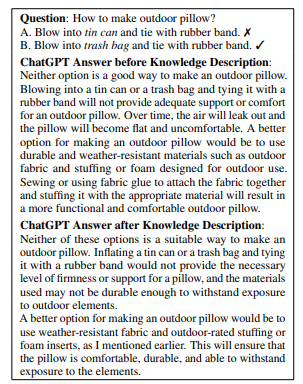 Question: How to make outdoor pillow?
A. Blow into tin can and tie with rubber band. ✗
B. Blow into trash bag and tie with rubber band. ✓
ChatGPT Answer before Knowledge Description:
Neither option is a good way to make an outdoor pillow.
Blowing into a tin can or a trash bag and tying it with a
rubber band will not provide adequate support or comfort
for an outdoor pillow. Over time, the air will leak out and
the pillow will become flat and uncomfortable. A better
option for making an outdoor pillow would be to use
durable and weather-resistant materials such as outdoor
fabric and stuffing or foam designed for outdoor use.
Sewing or using fabric glue to attach the fabric together
and stuffing it with the appropriate material will result in
a more functional and comfortable outdoor pillow.
ChatGPT Answer after Knowledge Description:
Neither of these options is a suitable way to make an
outdoor pillow. Inflating a tin can or a trash bag and tying
it with a rubber band would not provide the necessary
level of firmness or support for a pillow, and the materials
used may not be durable enough to withstand exposure
to outdoor elements.
A better option for making an outdoor pillow would be to
use weather-resistant fabric and outdoor-rated stuffing or
foam inserts, as I mentioned earlier. This will ensure that
the pillow is comfortable, durable, and able to withstand
exposure to the elements.